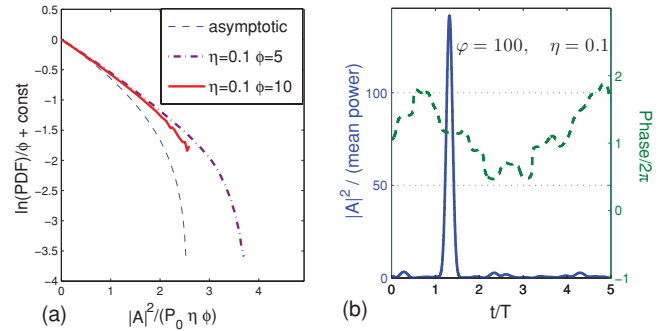 0.5
0
−0.5
−1
−1.5
−2
−2.5
−3
−3.5
−4
ln(PDF)/ϕ + const
asymptotic
η=0.1 ϕ=5
η=0.1 ϕ=10
0 1 2 3 4
(a)
|A|²/(P₀ η ϕ)
φ = 100, η = 0.1
100
50
0
|A|² / (mean power)
2
1
0
−1
Phase/2π
0 1 2 3 4 5
(b)
t/T